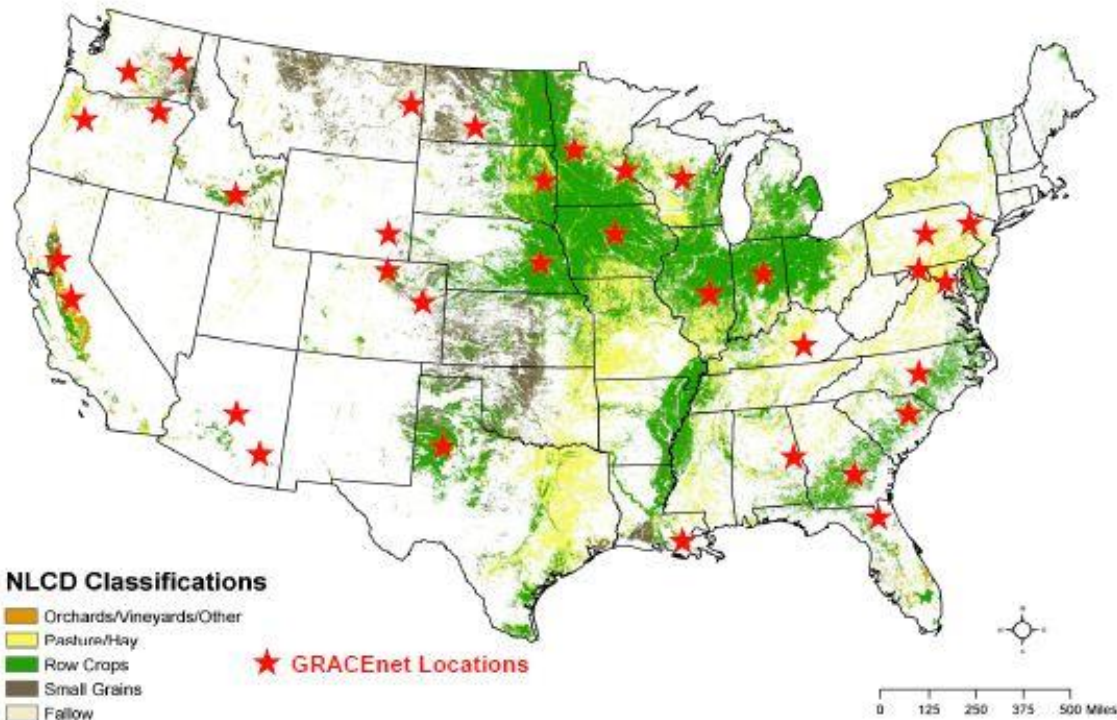 NLCD Classifications
Orchards/Vineyards/Other
Pasture/Hay
Row Crops
Small Grains
Fallow
GRACEnet Locations
0 125 250 375 500 Miles